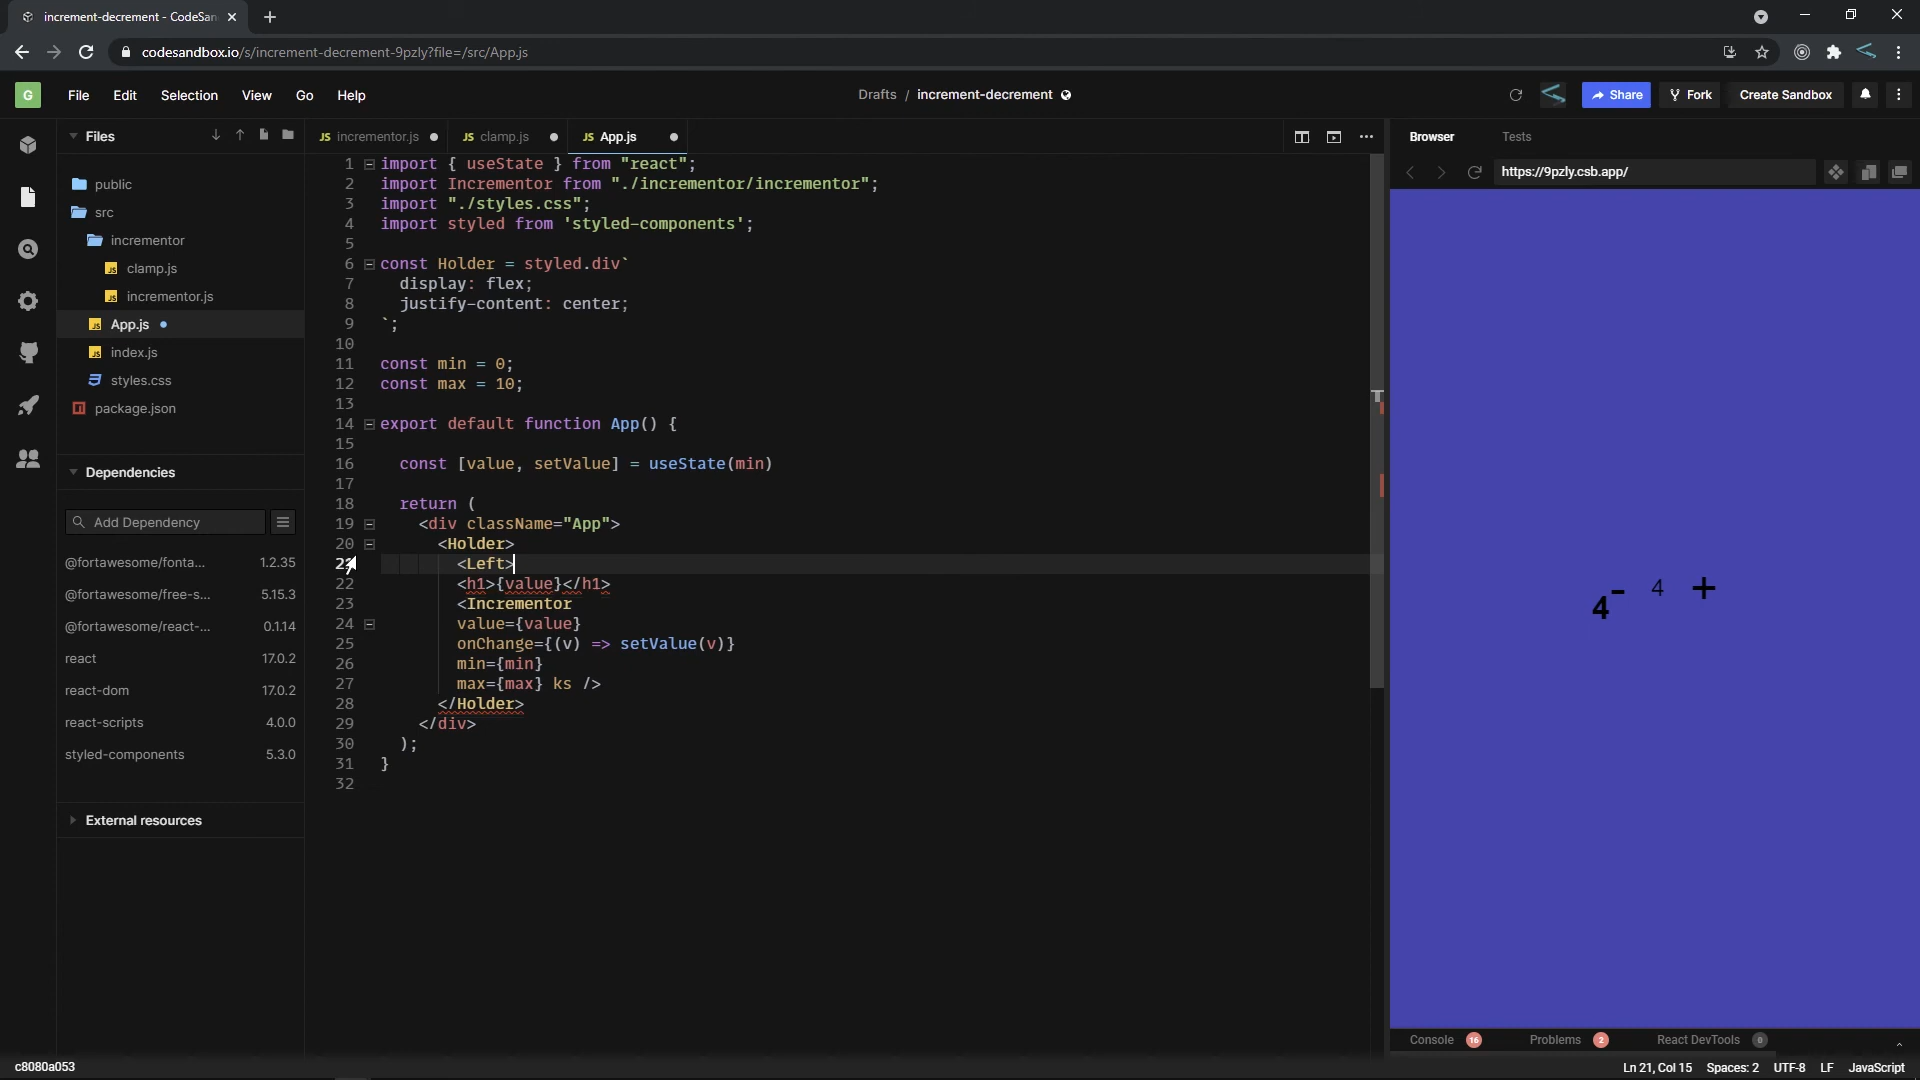 increment-decrement - CodeSan
codesandbox.io/s/increment-decrement-9pzly?file=/src/App.js
G File Edit Selection View Go Help
Drafts / increment-decrement
Share Fork Create Sandbox
Files
public
src
incrementor
JS clamp.js
JS incrementor.js
JS App.js
JS index.js
styles.css
package.json
Dependencies
Add Dependency
@fortawesome/fonta... 1.2.35
@fortawesome/free-s... 5.15.3
@fortawesome/react-... 0.1.14
react 17.0.2
react-dom 17.0.2
react-scripts 4.0.0
styled-components 5.3.0
External resources
JS incrementor.js JS clamp.js JS App.js
1 import { useState } from "react";
2 import Incrementor from "./incrementor/incrementor";
3 import "./styles.css";
4 import styled from 'styled-components';
5
6 const Holder = styled.div`
7 display: flex;
8 justify-content: center;
9 `;
10
11 const min = 0;
12 const max = 10;
13
14 export default function App() {
15
16 const [value, setValue] = useState(min)
17
18 return (
19 <div className="App">
20 <Holder>
21 <Left>
22 <h1>{value}</h1>
23 <Incrementor
24 value={value}
25 onChange={(v) => setValue(v)}
26 min={min}
27 max={max} ks />
28 </Holder>
29 </div>
30 );
31 }
32
Browser Tests
https://9pzly.csb.app/
4 - 4 +
Console 16 Problems 2 React DevTools 0
c8080a053
Ln 21, Col 15 Spaces: 2 UTF-8 LF JavaScript